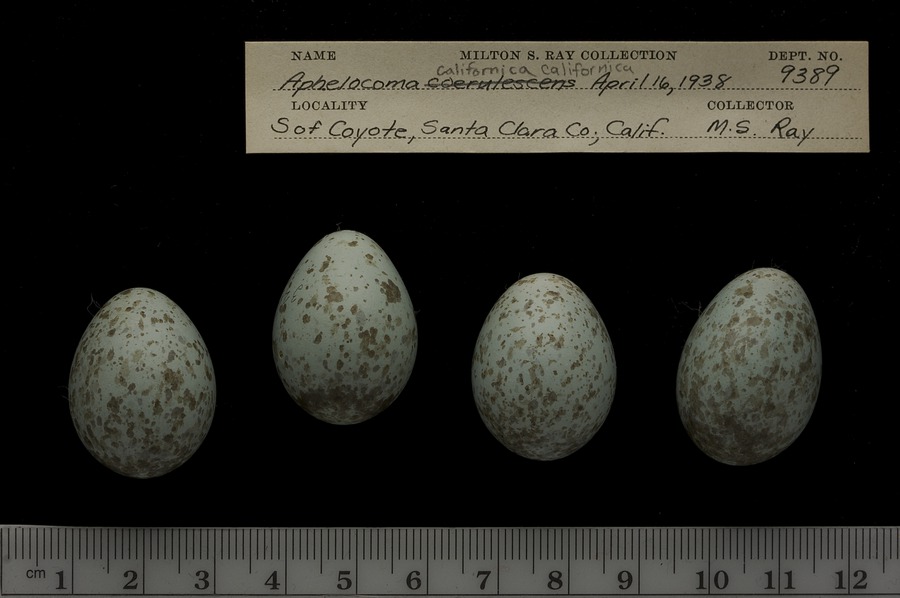 NAME MILTON S. RAY COLLECTION DEPT. NO.
californica californica
Aphelocoma coerulescens April 16, 1938 9389
LOCALITY COLLECTOR
S of Coyote, Santa Clara Co., Calif. M.S. Ray
cm 1 2 3 4 5 6 7 8 9 10 11 12